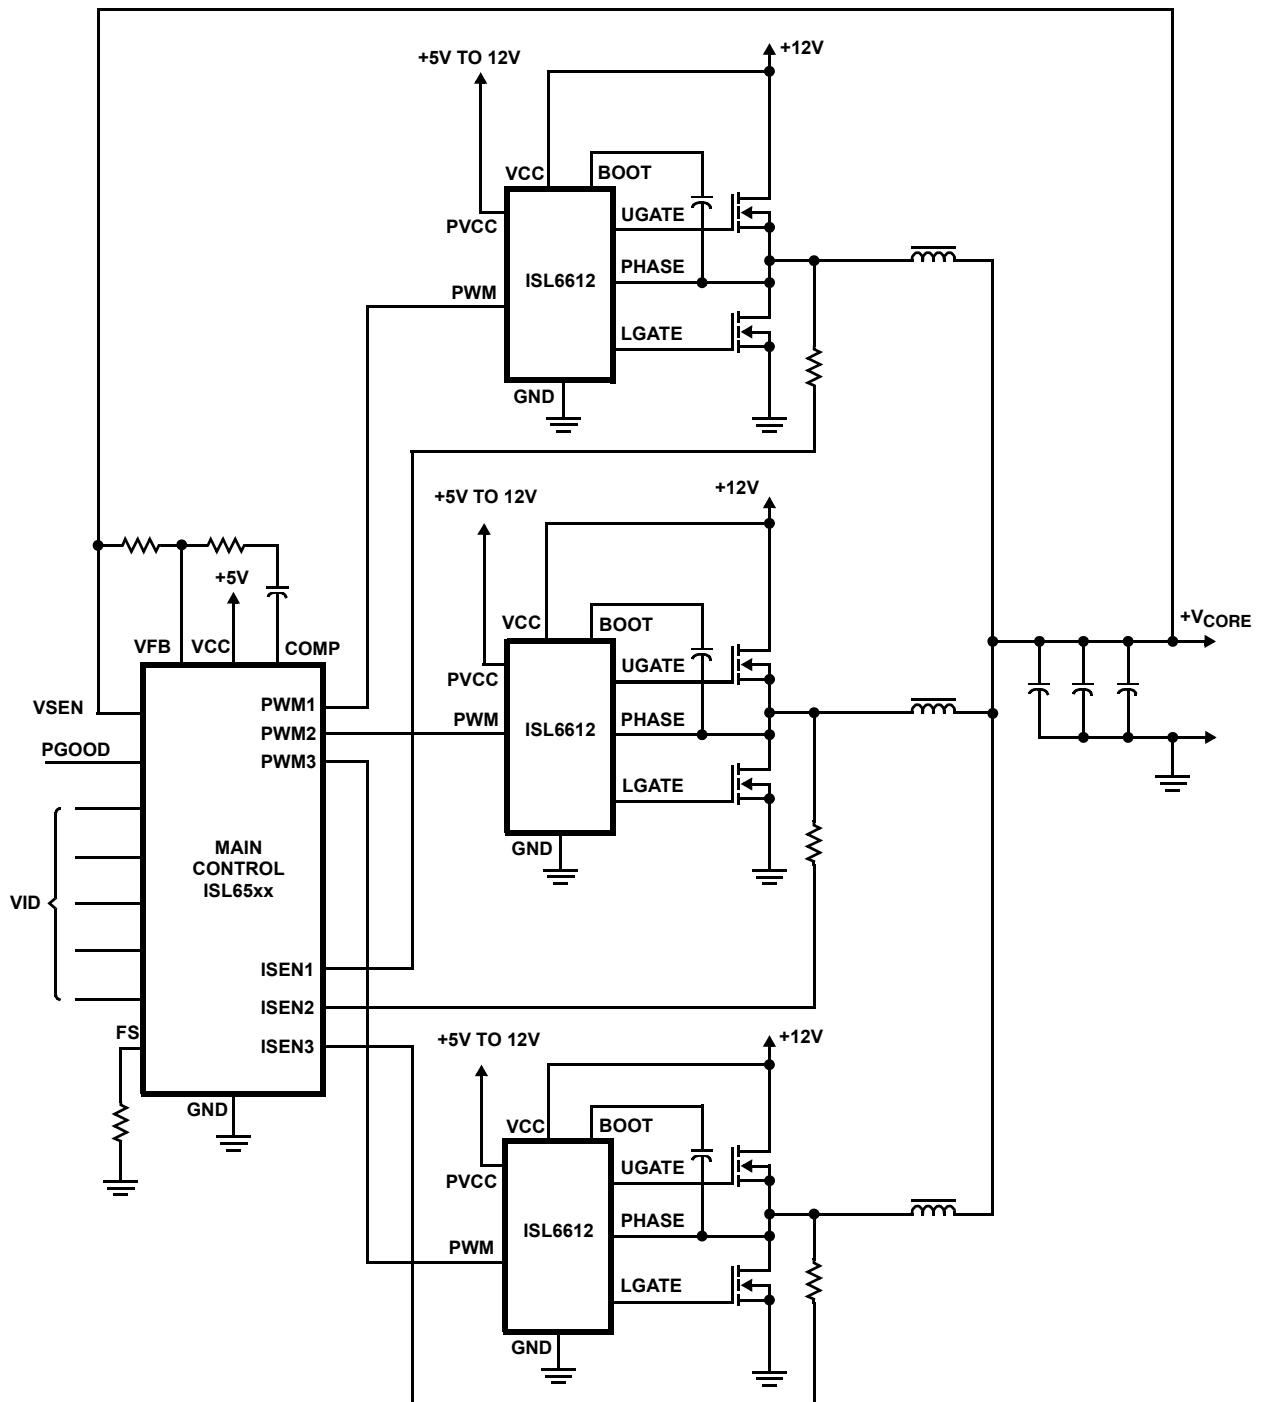 +12V
+5V TO 12V
VCC
BOOT
UGATE
PVCC
PHASE
ISL6612
PWM
LGATE
GND
+12V
+5V TO 12V
+5V
VCC
BOOT
+VCORE
VFB
VCC
COMP
UGATE
PVCC
VSEN
PWM1
PWM
PHASE
ISL6612
PWM2
PGOOD
PWM3
LGATE
MAIN
CONTROL
ISL65xx
GND
VID
ISEN1
ISEN2
FS
ISEN3
+5V TO 12V
+12V
GND
VCC
BOOT
UGATE
PVCC
PHASE
ISL6612
PWM
LGATE
GND